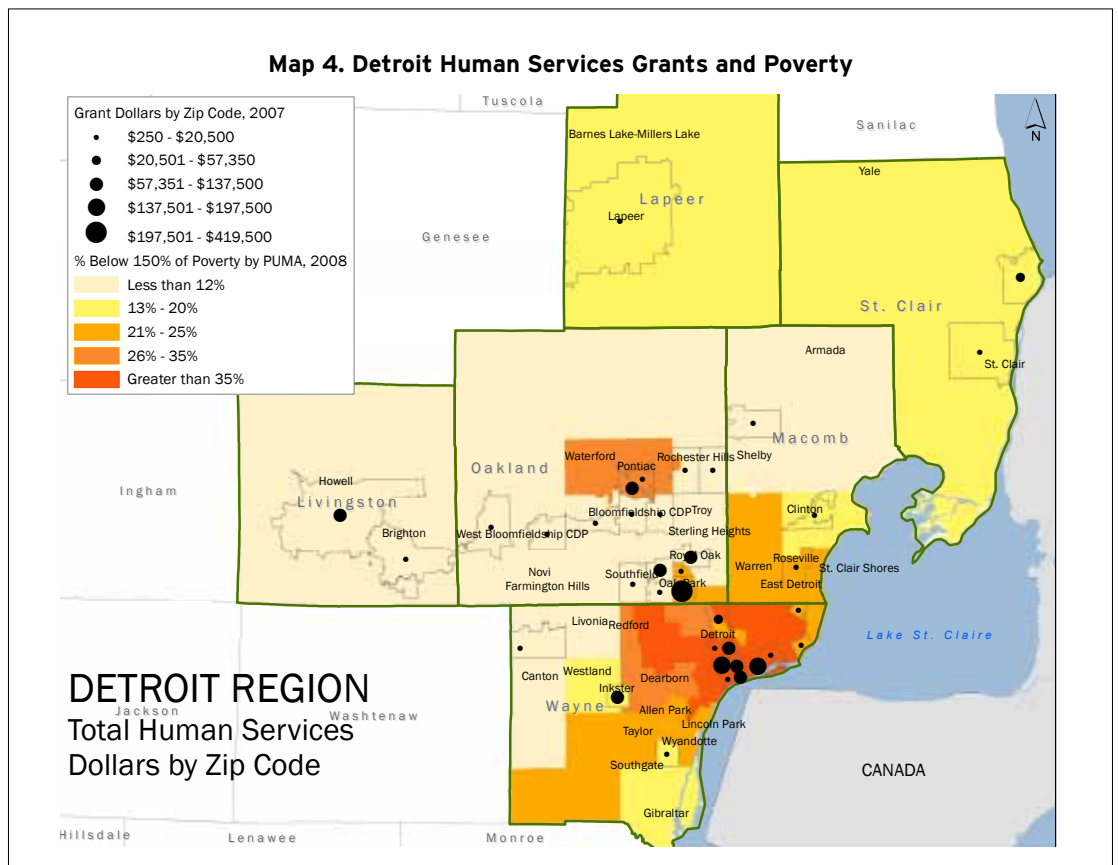 Map 4. Detroit Human Services Grants and Poverty
Grant Dollars by Zip Code, 2007
$250 - $20,500
$20,501 - $57,350
$57,351 - $137,500
$137,501 - $197,500
$197,501 - $419,500
% Below 150% of Poverty by PUMA, 2008
Less than 12%
13% - 20%
21% - 25%
26% - 35%
Greater than 35%
Tuscola
Sanilac
N
Barnes Lake-Millers Lake
Yale
Lapeer
Lapeer
Genesee
St. Clair
St. Clair
Armada
Macomb
Shelby
Waterford
Pontiac
Rochester Hills
Oakland
Ingham
Howell
Livingston
Brighton
Bloomfieldship CDP
Troy
Clinton
West Bloomfieldship CDP
Sterling Heights
Royal Oak
Roseville
Warren
St. Clair Shores
Novi
Southfield
Oak Park
East Detroit
Farmington Hills
Livonia
Redford
Detroit
Lake St. Claire
Canton
Westland
Dearborn
Inkster
Wayne
Allen Park
Lincoln Park
Taylor
Wyandotte
Southgate
CANADA
Gibraltar
DETROIT REGION
Jackson
Washtenaw
Total Human Services
Dollars by Zip Code
Hillsdale
Lenawee
Monroe